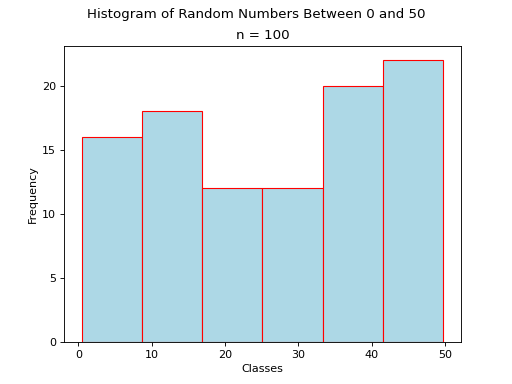 Histogram of Random Numbers Between 0 and 50
n = 100
20
15
10
5
0
Frequency
0 10 20 30 40 50
Classes